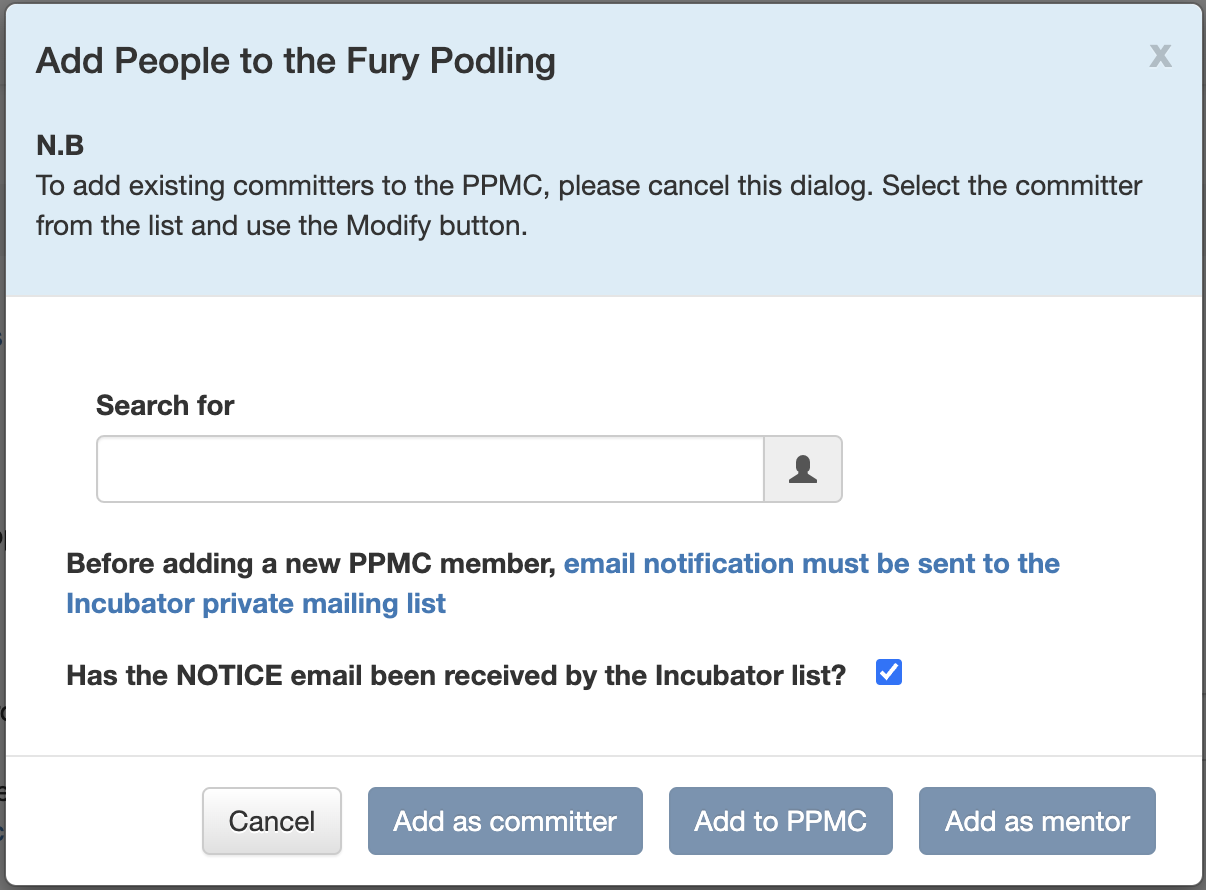 Add People to the Fury Podling
x
N.B
To add existing committers to the PPMC, please cancel this dialog. Select the committer
from the list and use the Modify button.
Search for
Before adding a new PPMC member, email notification must be sent to the
Incubator private mailing list
Has the NOTICE email been received by the Incubator list?
Cancel
Add as committer
Add to PPMC
Add as mentor